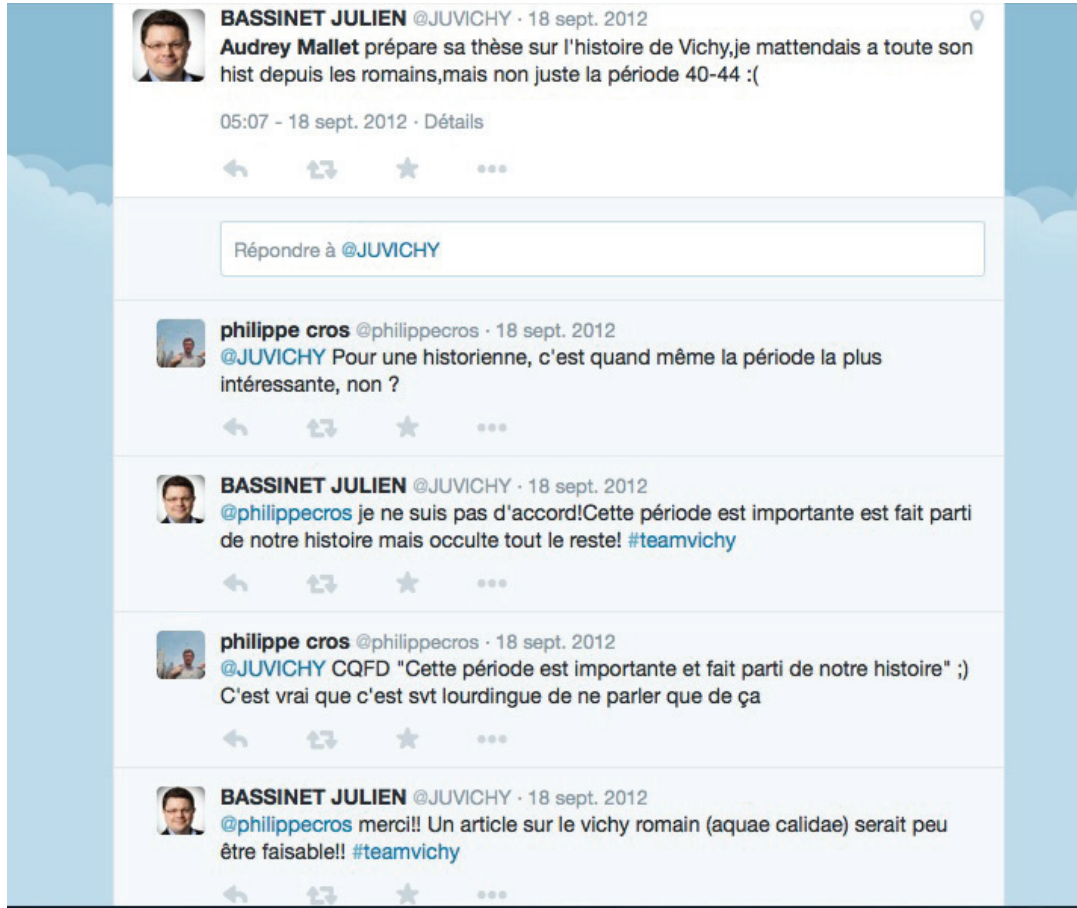 BASSINET JULIEN @JUVICHY · 18 sept. 2012
Audrey Mallet prépare sa thèse sur l'histoire de Vichy,je mattendais a toute son
hist depuis les romains,mais non juste la période 40-44 :(
05:07 - 18 sept. 2012 · Détails
Répondre à @JUVICHY
philippe cros @philippecros · 18 sept. 2012
@JUVICHY Pour une historienne, c'est quand même la période la plus
intéressante, non ?
BASSINET JULIEN @JUVICHY · 18 sept. 2012
@philippecros je ne suis pas d'accord!Cette période est importante est fait parti
de notre histoire mais occulte tout le reste! #teamvichy
philippe cros @philippecros · 18 sept. 2012
@JUVICHY CQFD "Cette période est importante et fait parti de notre histoire" ;)
C'est vrai que c'est svt lourdingue de ne parler que de ça
BASSINET JULIEN @JUVICHY · 18 sept. 2012
@philippecros merci!! Un article sur le vichy romain (aquae calidae) serait peu
être faisable!! #teamvichy